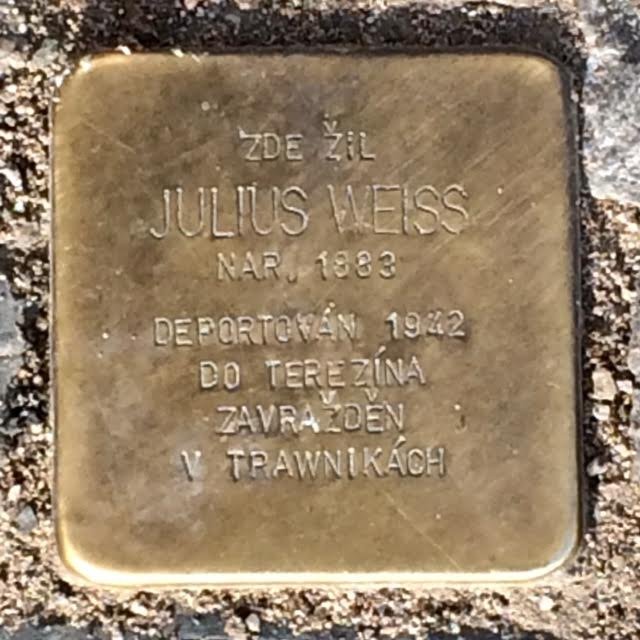 ZDE ŽIL
JULIUS WEISS
NAR. 1883
DEPORTOVÁN 1942
DO TEREZÍNA
ZAVRAŽDĚN
V TRAWNIKÁCH